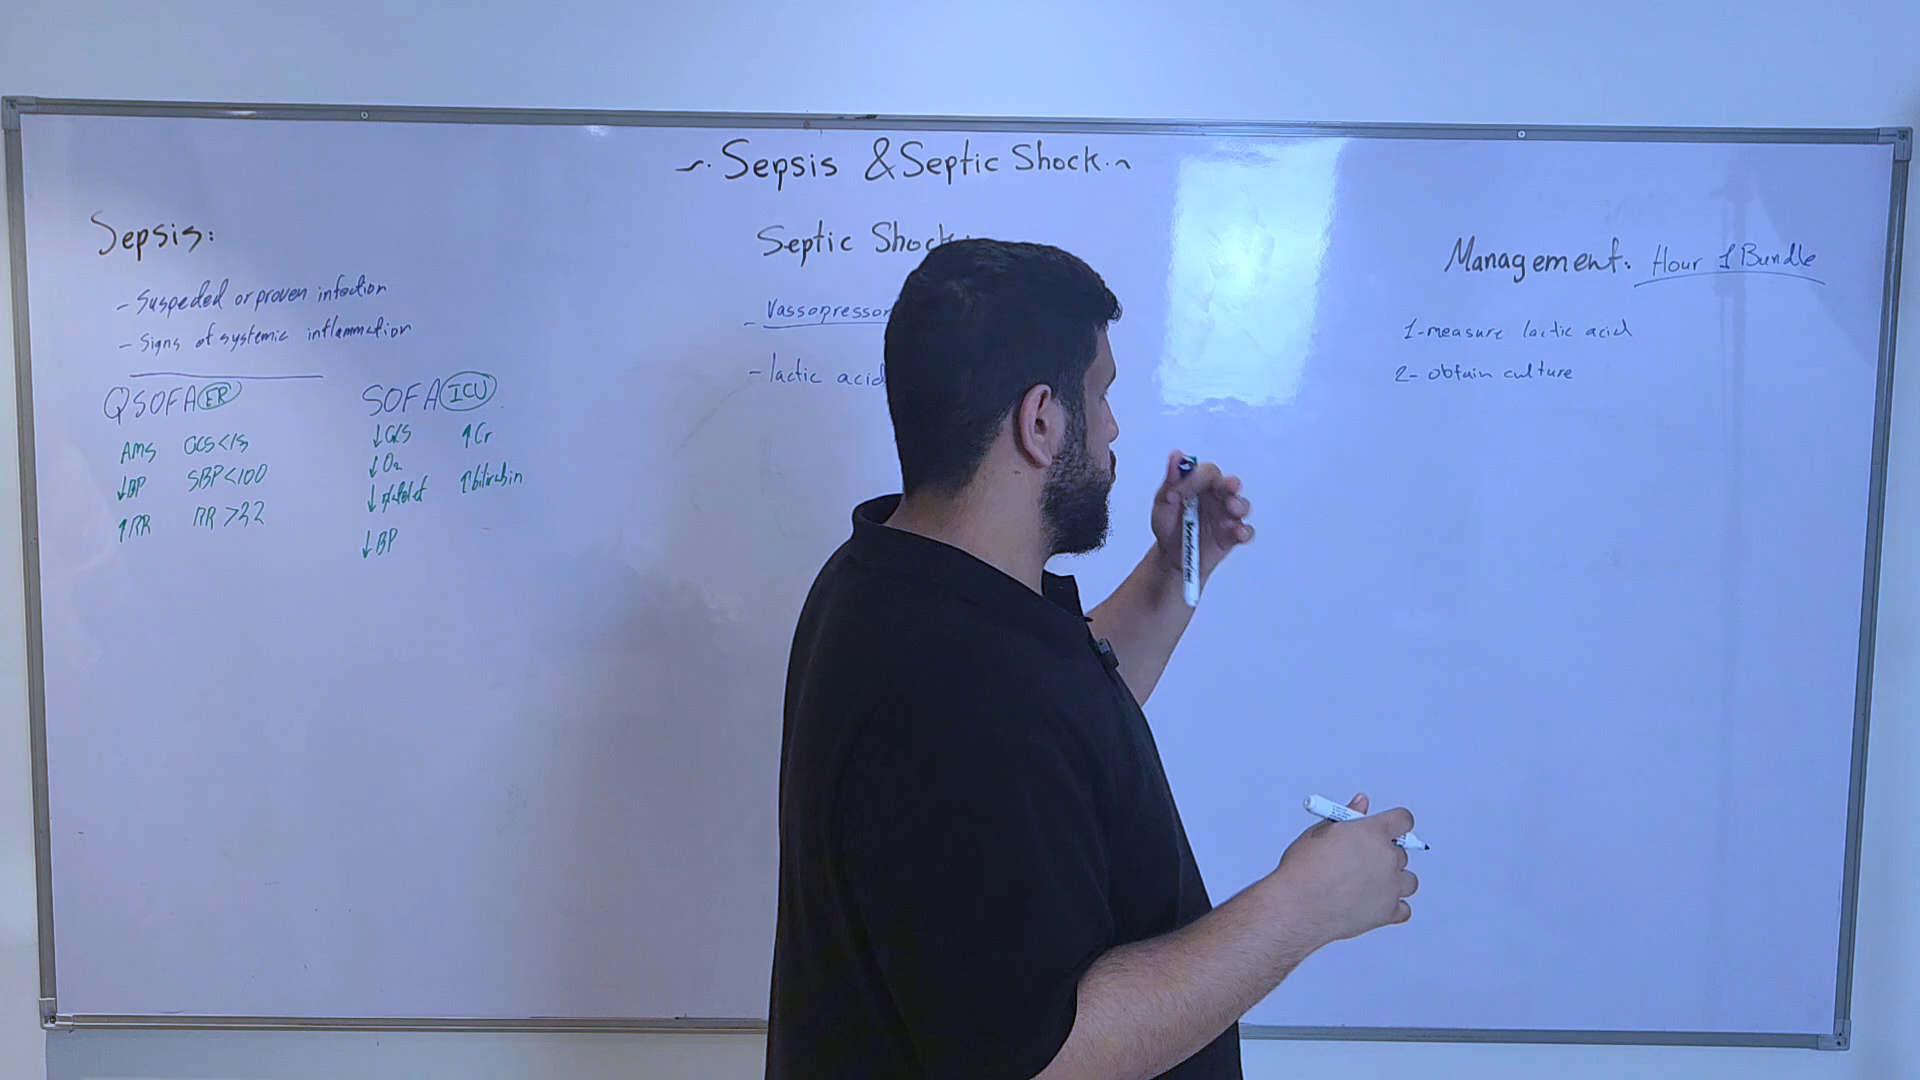 ~. Sepsis & Septic Shock.~
Sepsis:
- Suspeded or proven infection
- Signs of systemic inflammation
QSOFA ER
AMS GCS<15
↓BP SBP<100
↑RR RR >22
SOFA ICU
↓GCS ↑Cr
↓O2
↓platelet ↑bilirubin
↓BP
Septic Shock:
- Vassopressor
- lactic acid
Management: Hour 1 Bundle
1-measure lactic acid
2- obtain culture